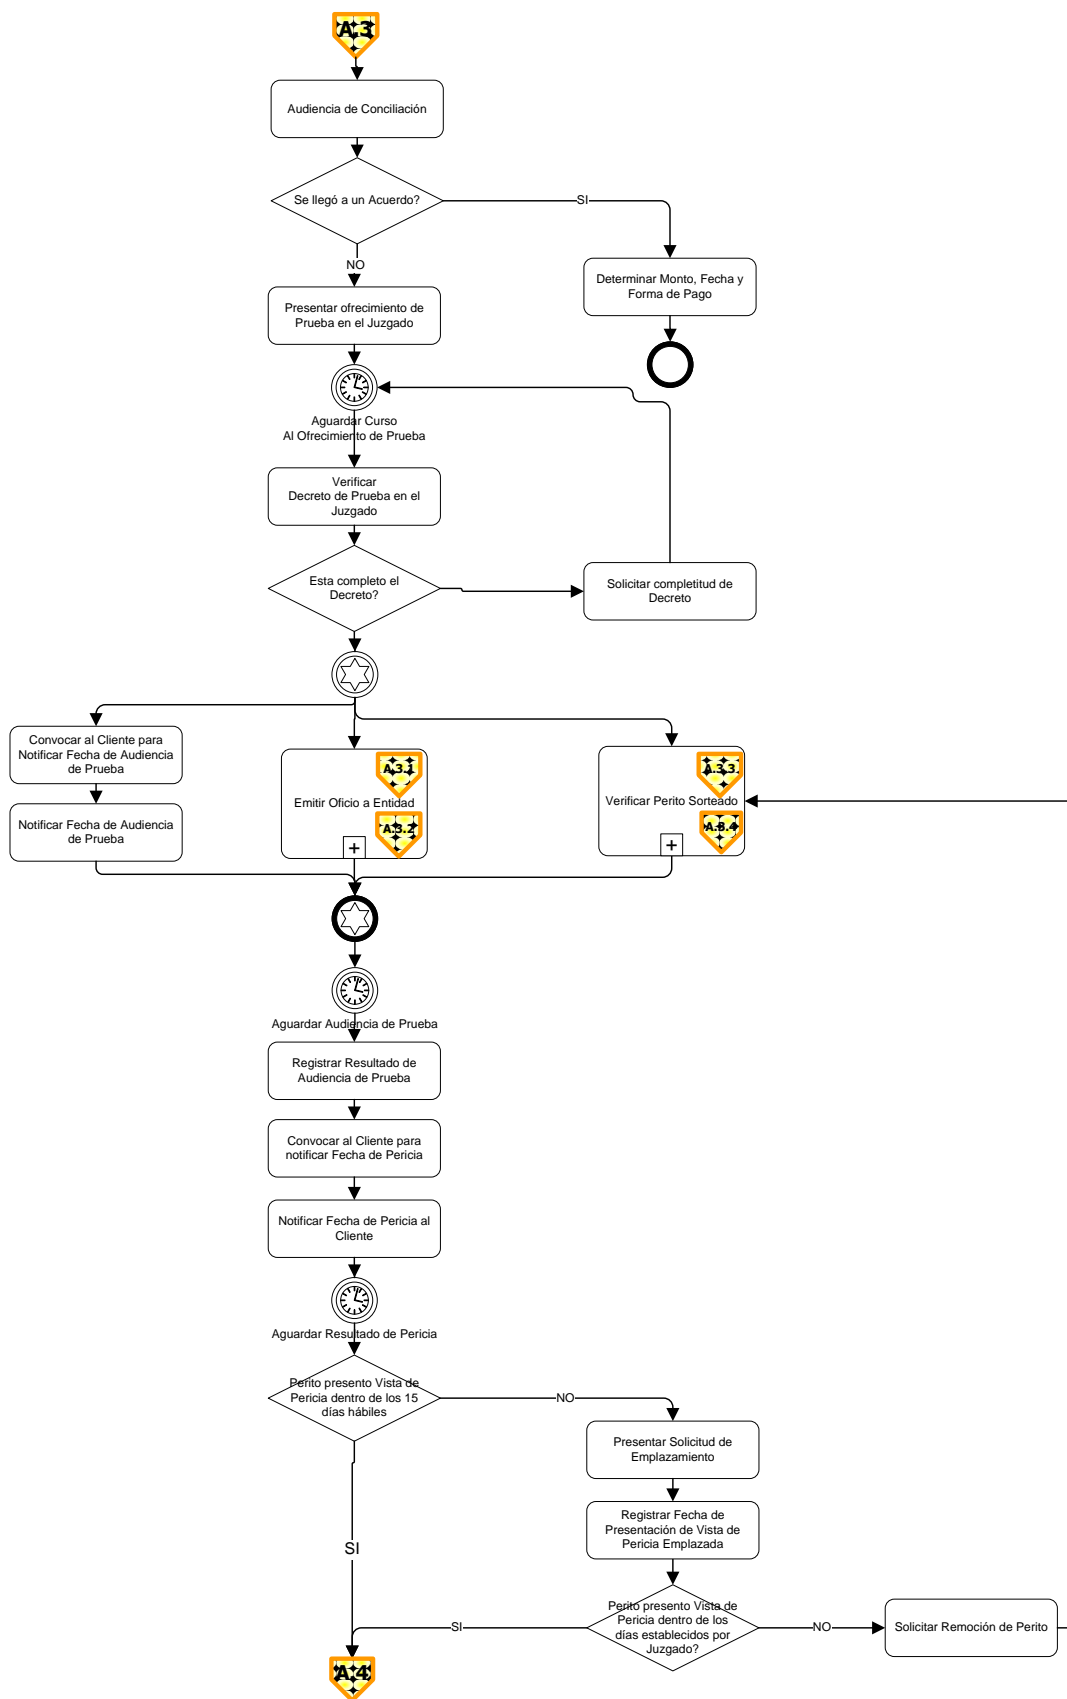 A.3
Audiencia de Conciliación
Se llegó a un Acuerdo?
SI
NO
Determinar Monto, Fecha y
Forma de Pago
Presentar ofrecimiento de
Prueba en el Juzgado
Aguardar Curso
Al Ofrecimiento de Prueba
Verificar
Decreto de Prueba en el
Juzgado
Esta completo el
Decreto?
Solicitar completitud de
Decreto
Convocar al Cliente para
Notificar Fecha de Audiencia
de Prueba
A.3.1
Emitir Oficio a Entidad
A.3.2
A.3.3
Verificar Perito Sorteado
A.3.4
Notificar Fecha de Audiencia
de Prueba
Aguardar Audiencia de Prueba
Registrar Resultado de
Audiencia de Prueba
Convocar al Cliente para
notificar Fecha de Pericia
Notificar Fecha de Pericia al
Cliente
Aguardar Resultado de Pericia
Perito presento Vista de
Pericia dentro de los 15
días hábiles
NO
Presentar Solicitud de
Emplazamiento
Registrar Fecha de
Presentación de Vista de
Pericia Emplazada
SI
Perito presento Vista de
Pericia dentro de los
días establecidos por
Juzgado?
SI
NO
Solicitar Remoción de Perito
A.4